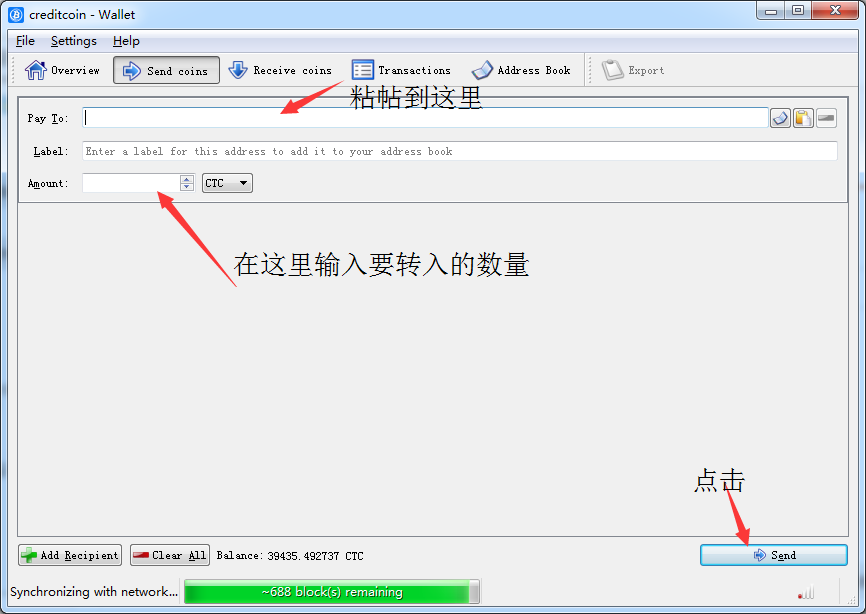 creditcoin - Wallet
File Settings Help
Overview Send coins Receive coins Transactions Address Book Export
粘帖到这里
Pay To:
Label: Enter a label for this address to add it to your address book
Amount: CTC
在这里输入要转入的数量
点击
Add Recipient Clear All Balance: 39435.492737 CTC Send
Synchronizing with network... ~688 block(s) remaining